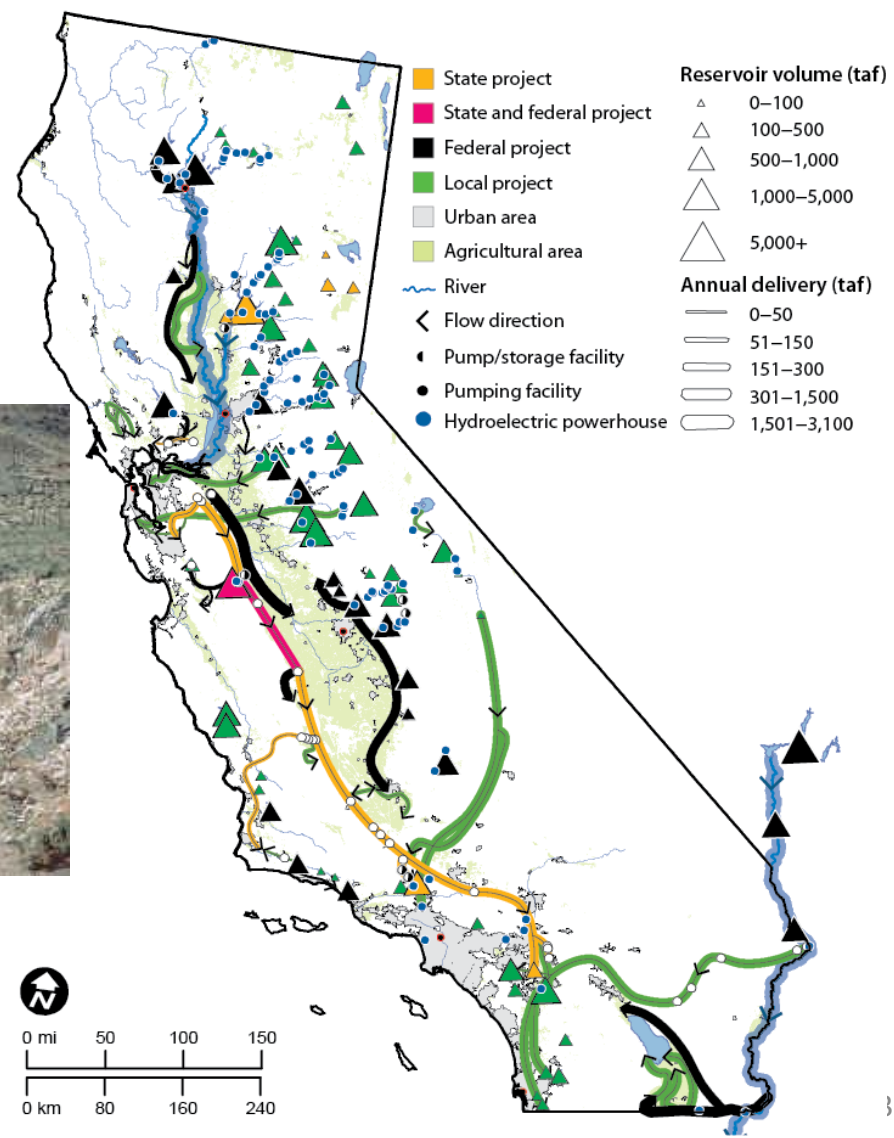 State project
State and federal project
Federal project
Local project
Urban area
Agricultural area
River
Flow direction
Pump/storage facility
Pumping facility
Hydroelectric powerhouse
Reservoir volume (taf)
0–100
100–500
500–1,000
1,000–5,000
5,000+
Annual delivery (taf)
0–50
51–150
151–300
301–1,500
1,501–3,100
N
0 mi 50 100 150
0 km 80 160 240